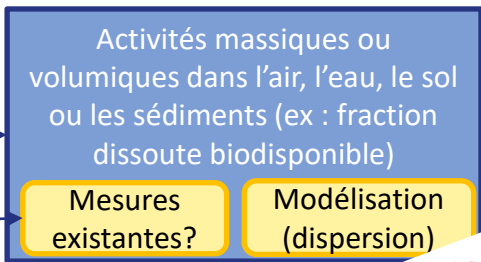 Activités massiques ou
volumiques dans l’air, l’eau, le sol
ou les sédiments (ex : fraction
dissoute biodisponible)
Mesures
existantes?
Modélisation
(dispersion)